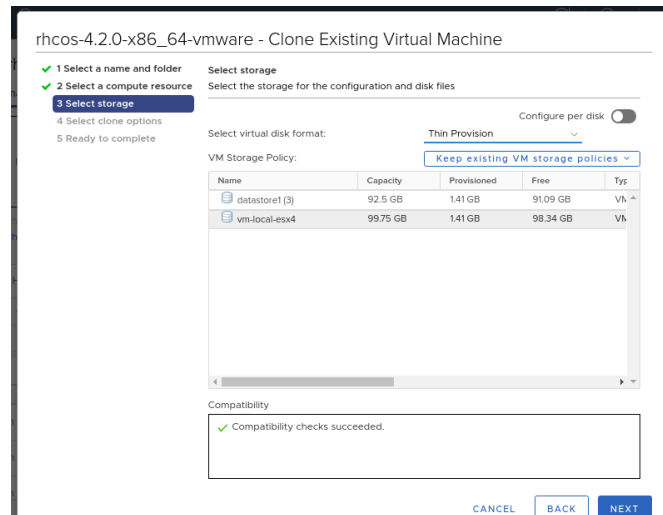 rhcos-4.2.0-x86_64-vmware - Clone Existing Virtual Machine
1 Select a name and folder
2 Select a compute resource
3 Select storage
4 Select clone options
5 Ready to complete
Select storage
Select the storage for the configuration and disk files
Configure per disk
Select virtual disk format: Thin Provision
VM Storage Policy: Keep existing VM storage policies
Name Capacity Provisioned Free
datastore1 (3) 92.5 GB 1.41 GB 91.09 GB
vm-local-esx4 99.75 GB 1.41 GB 98.34 GB
Compatibility
Compatibility checks succeeded.
CANCEL BACK NEXT